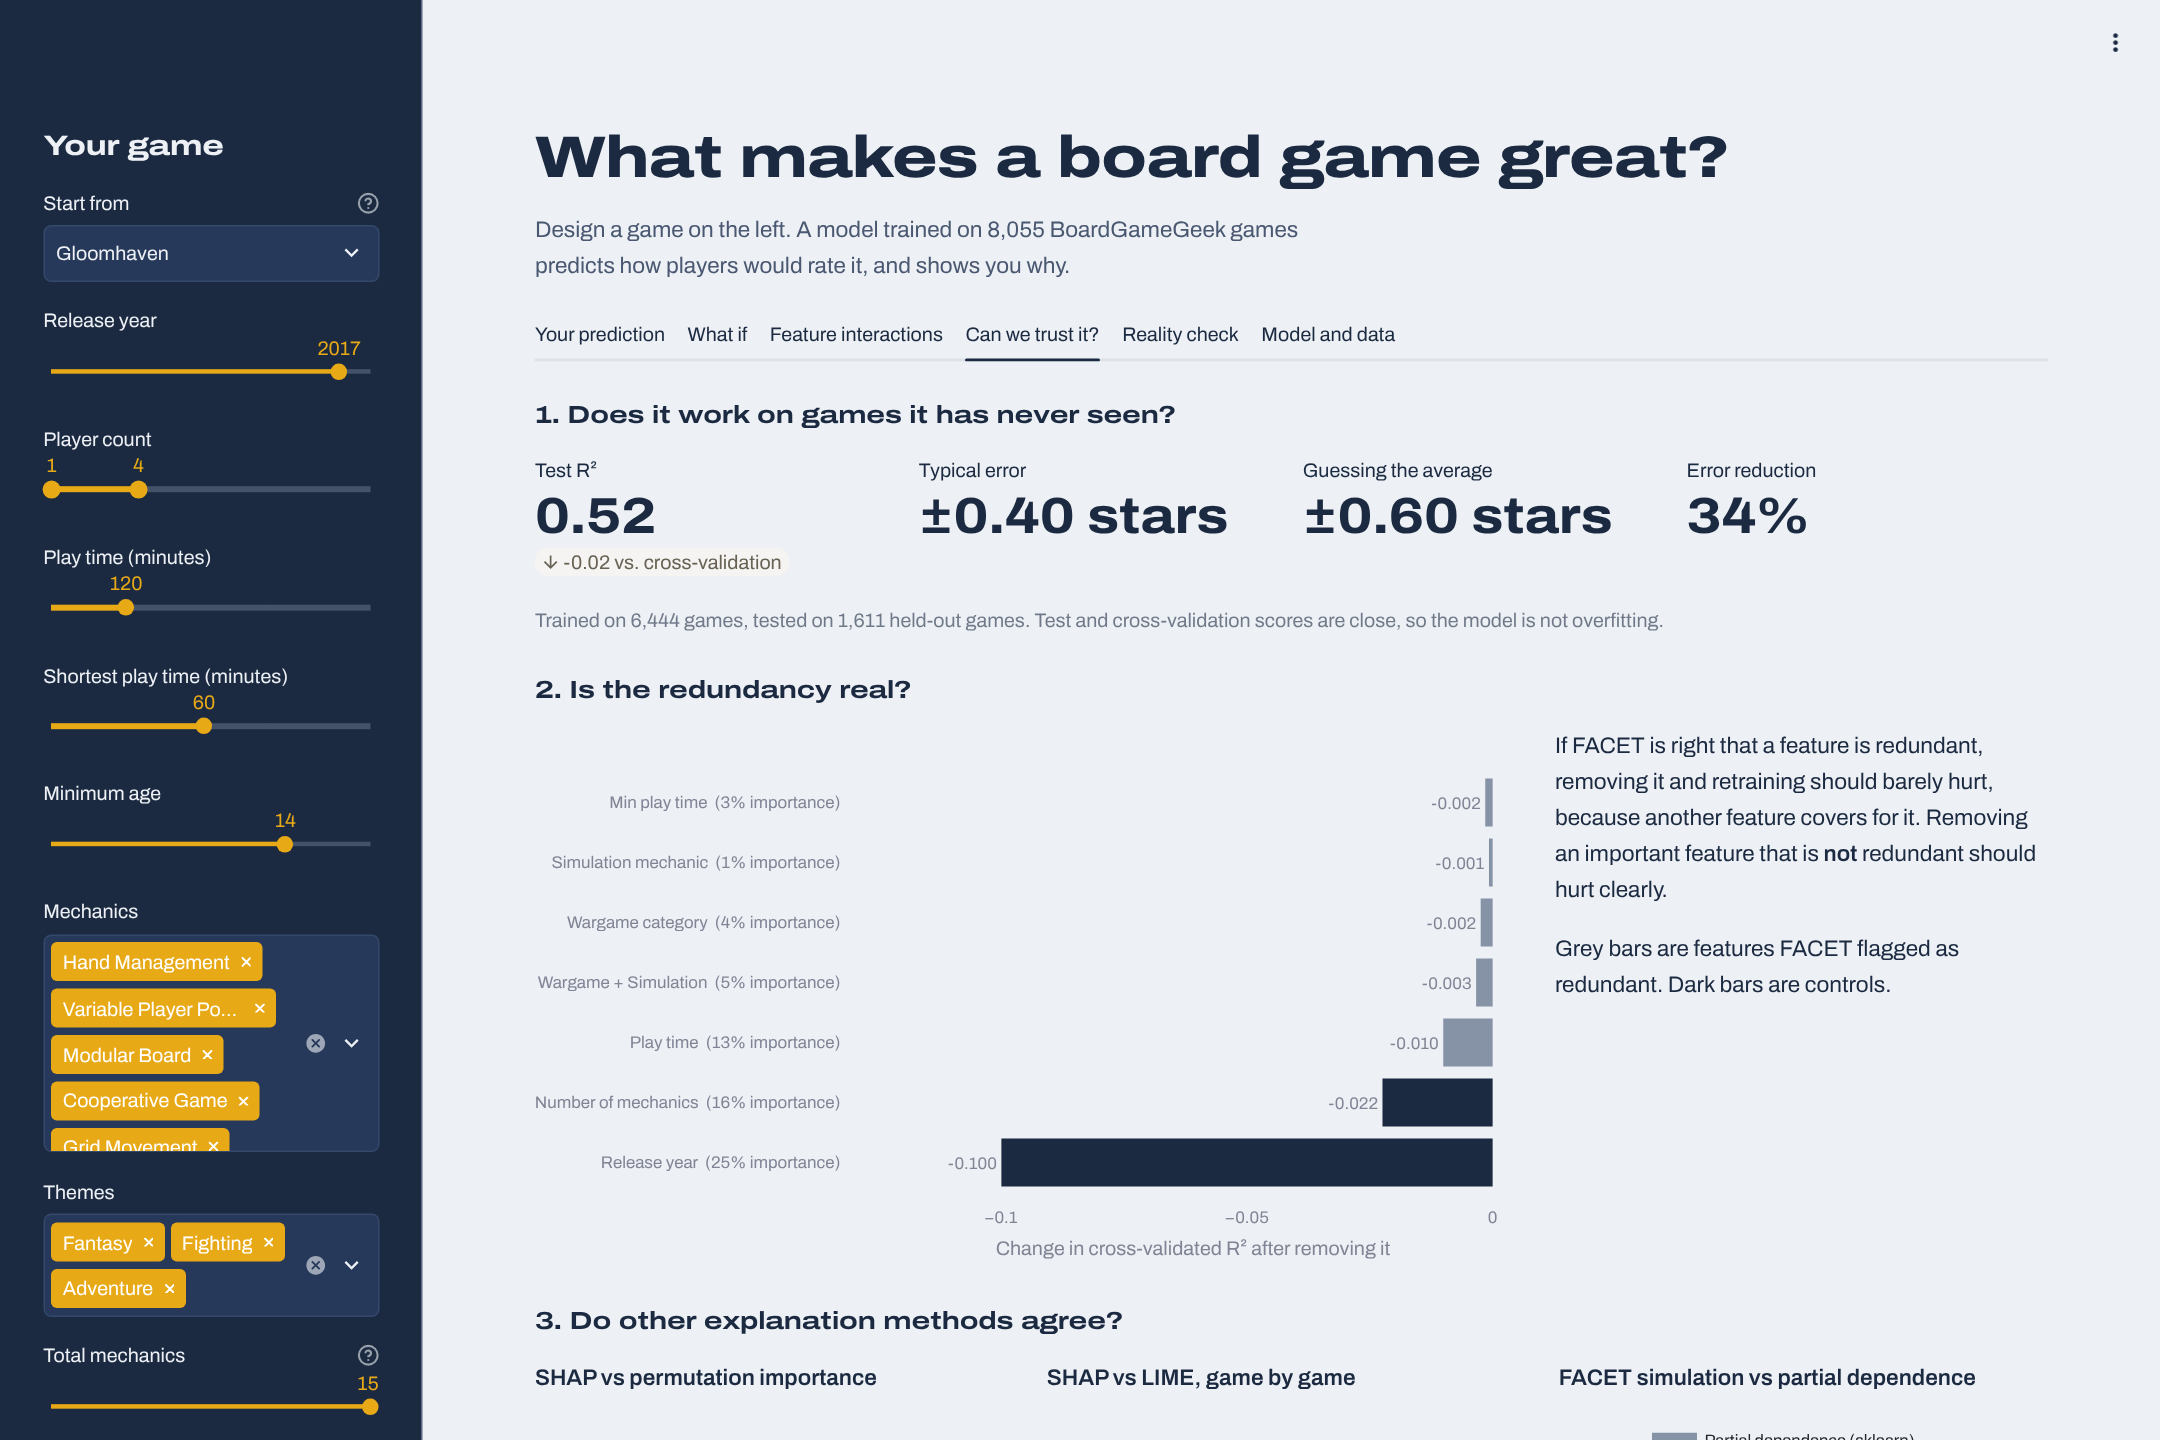 Your game
Start from
Gloomhaven
Release year
2017
Player count
1 4
Play time (minutes)
120
Shortest play time (minutes)
60
Minimum age
14
Mechanics
Hand Management
Variable Player Po...
Modular Board
Cooperative Game
Grid Movement
Themes
Fantasy Fighting
Adventure
Total mechanics
15
What makes a board game great?
Design a game on the left. A model trained on 8,055 BoardGameGeek games
predicts how players would rate it, and shows you why.
Your prediction What if Feature interactions Can we trust it? Reality check Model and data
1. Does it work on games it has never seen?
Test R² Typical error Guessing the average Error reduction
0.52 ±0.40 stars ±0.60 stars 34%
↓ -0.02 vs. cross-validation
Trained on 6,444 games, tested on 1,611 held-out games. Test and cross-validation scores are close, so the model is not overfitting.
2. Is the redundancy real?
Min play time (3% importance) -0.002
Simulation mechanic (1% importance) -0.001
Wargame category (4% importance) -0.002
Wargame + Simulation (5% importance) -0.003
Play time (13% importance) -0.010
Number of mechanics (16% importance) -0.022
Release year (25% importance) -0.100
−0.1 −0.05 0
Change in cross-validated R² after removing it
If FACET is right that a feature is redundant,
removing it and retraining should barely hurt,
because another feature covers for it. Removing
an important feature that is not redundant should
hurt clearly.
Grey bars are features FACET flagged as
redundant. Dark bars are controls.
3. Do other explanation methods agree?
SHAP vs permutation importance SHAP vs LIME, game by game FACET simulation vs partial dependence
Partial dependence (sklearn)